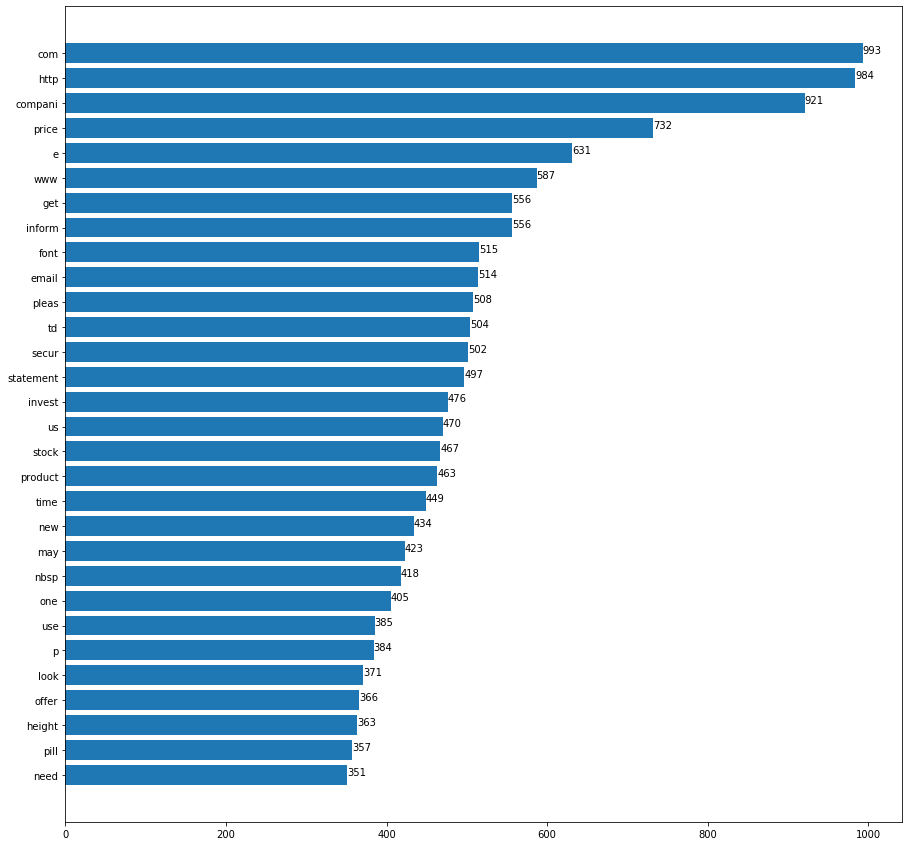 com 993
http 984
compani 921
price 732
e 631
www 587
get 556
inform 556
font 515
email 514
pleas 508
td 504
secur 502
statement 497
invest 476
us 470
stock 467
product 463
time 449
new 434
may 423
nbsp 418
one 405
use 385
p 384
look 371
offer 366
height 363
pill 357
need 351
0 200 400 600 800 1000